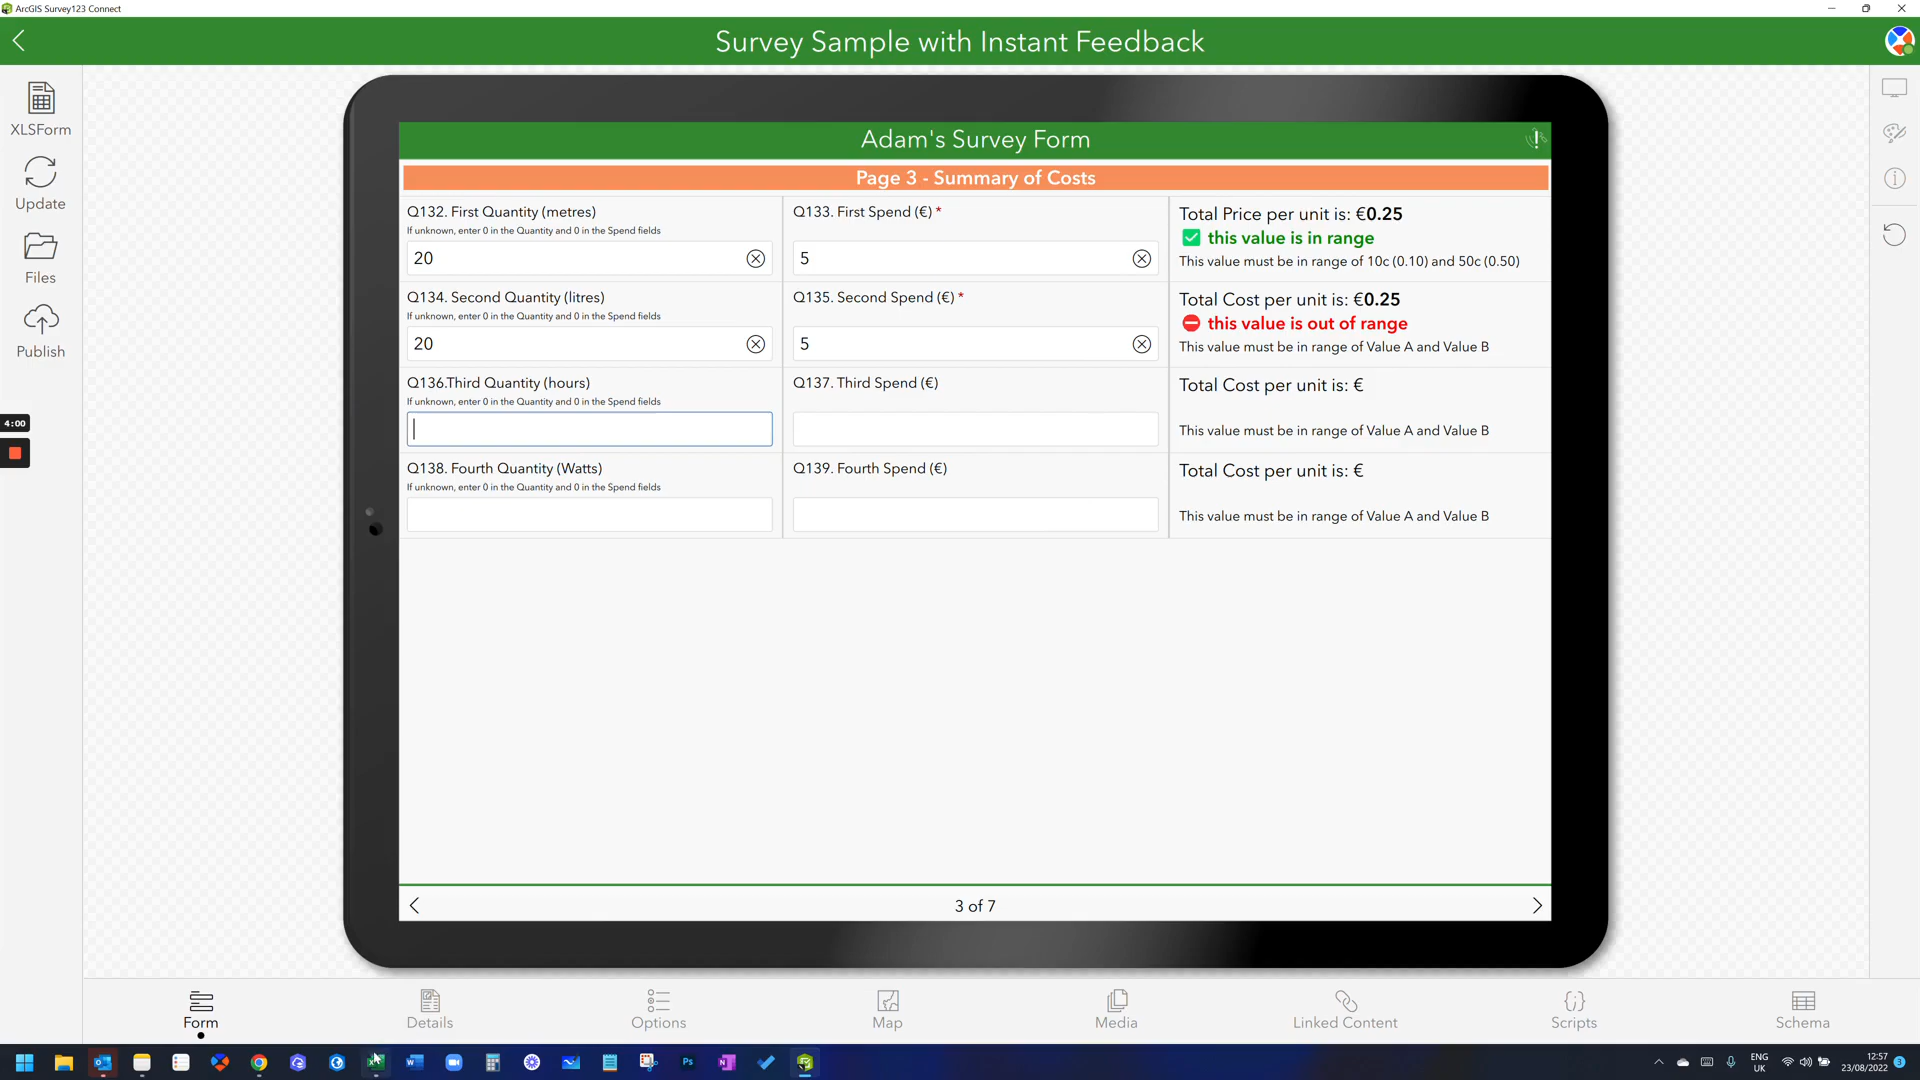 ArcGIS Survey123 Connect
Survey Sample with Instant Feedback
XLSForm
Update
Files
Publish
4:00
Adam's Survey Form
Page 3 - Summary of Costs
Q132. First Quantity (metres)
If unknown, enter 0 in the Quantity and 0 in the Spend fields
20
Q133. First Spend (€) *
5
Total Price per unit is: €0.25
this value is in range
This value must be in range of 10c (0.10) and 50c (0.50)
Q134. Second Quantity (litres)
If unknown, enter 0 in the Quantity and 0 in the Spend fields
20
Q135. Second Spend (€) *
5
Total Cost per unit is: €0.25
this value is out of range
This value must be in range of Value A and Value B
Q136.Third Quantity (hours)
If unknown, enter 0 in the Quantity and 0 in the Spend fields
Q137. Third Spend (€)
Total Cost per unit is: €
This value must be in range of Value A and Value B
Q138. Fourth Quantity (Watts)
If unknown, enter 0 in the Quantity and 0 in the Spend fields
Q139. Fourth Spend (€)
Total Cost per unit is: €
This value must be in range of Value A and Value B
3 of 7
Form
Details
Options
Map
Media
Linked Content
Scripts
Schema
Ps
ENG
UK
12:57
23/08/2022
3